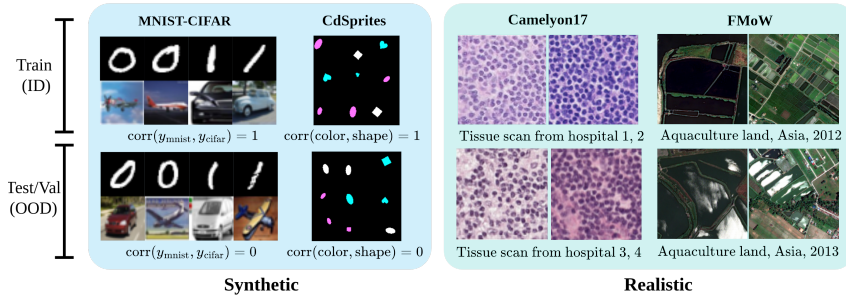 MNIST-CIFAR
CdSprites
Camelyon17
FMoW
Train
(ID)
corr(y_mnist, y_cifar) = 1
corr(color, shape) = 1
Tissue scan from hospital 1, 2
Aquaculture land, Asia, 2012
Test/Val
(OOD)
corr(y_mnist, y_cifar) = 0
corr(color, shape) = 0
Tissue scan from hospital 3, 4
Aquaculture land, Asia, 2013
Synthetic
Realistic